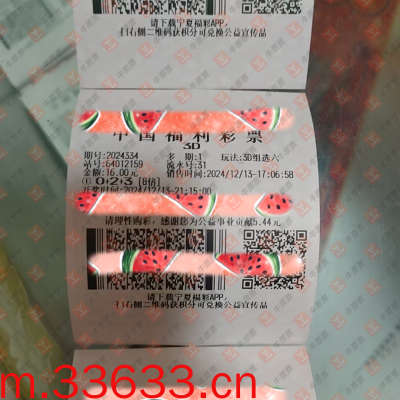 请下载宁夏福彩APP,
扫右侧二维码获积分可兑换公益宣传品
中国福利彩票
3D
期号:2024334 多期:1 玩法:3D组选六
站号:64012159 流水号:31
金额:16.00元 销售时间:2024/12/13-17:06:58
① 0+2+3 [8倍]
开奖时间:2024/12/13-21:15:00
请理性购彩, 感谢您为公益事业贡献5.44元
请下载宁夏福彩APP,
扫右侧二维码获积分可兑换公益宣传品
m.33633.cn